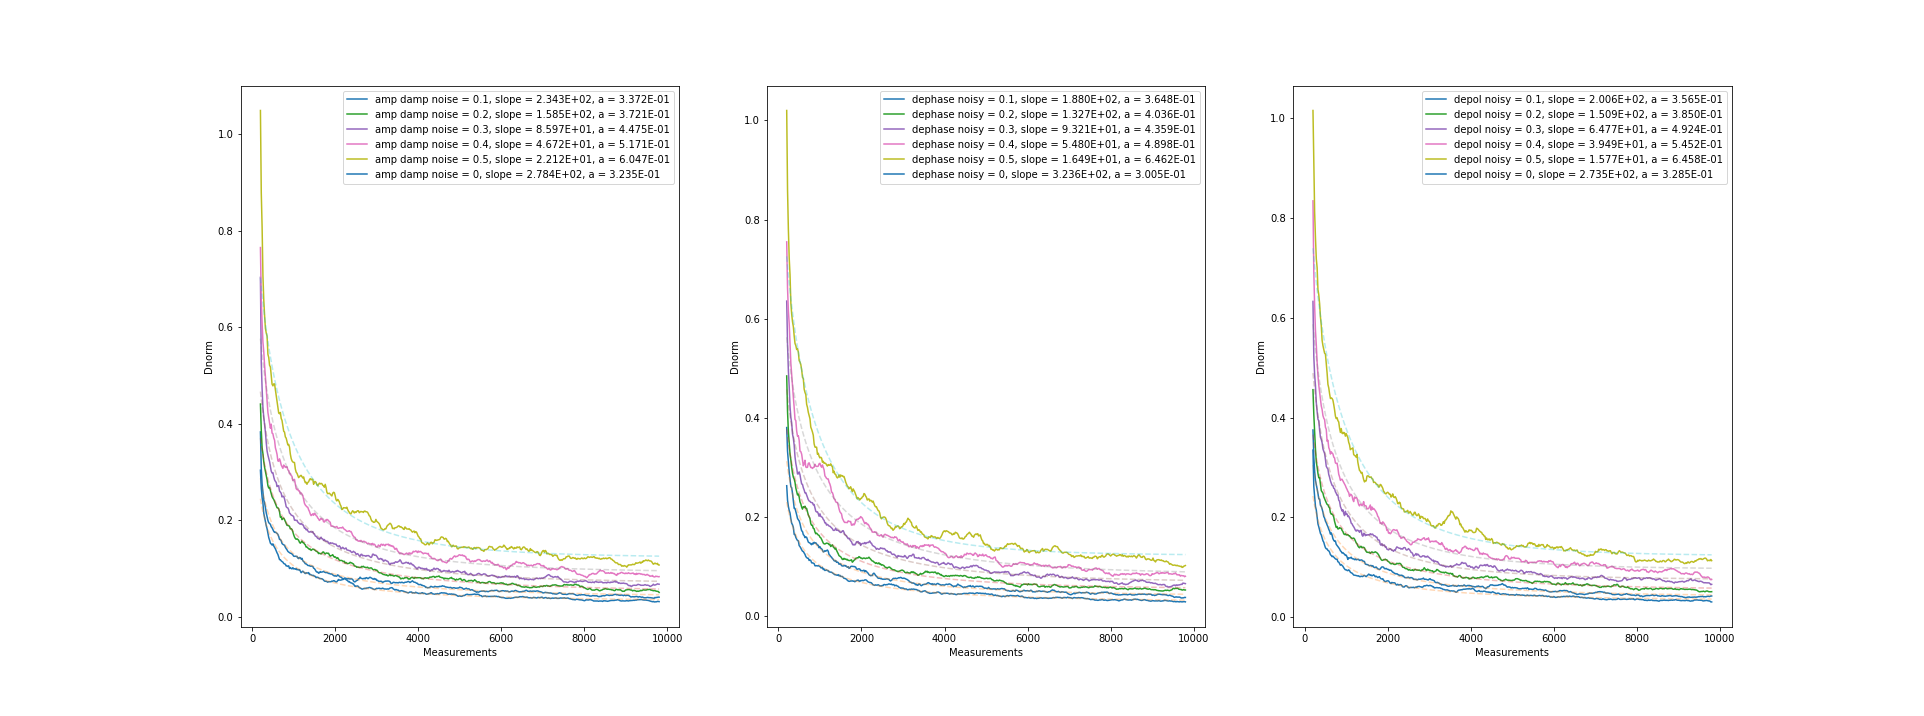 amp damp noise = 0.1, slope = 2.343E+02, a = 3.372E-01
amp damp noise = 0.2, slope = 1.585E+02, a = 3.721E-01
amp damp noise = 0.3, slope = 8.597E+01, a = 4.475E-01
amp damp noise = 0.4, slope = 4.672E+01, a = 5.171E-01
amp damp noise = 0.5, slope = 2.212E+01, a = 6.047E-01
amp damp noise = 0, slope = 2.784E+02, a = 3.235E-01
1.0
0.8
0.6
0.4
0.2
0.0
Dnorm
0
2000
4000
6000
8000
10000
Measurements
dephase noisy = 0.1, slope = 1.880E+02, a = 3.648E-01
dephase noisy = 0.2, slope = 1.327E+02, a = 4.036E-01
dephase noisy = 0.3, slope = 9.321E+01, a = 4.359E-01
dephase noisy = 0.4, slope = 5.480E+01, a = 4.898E-01
dephase noisy = 0.5, slope = 1.649E+01, a = 6.462E-01
dephase noisy = 0, slope = 3.236E+02, a = 3.005E-01
1.0
0.8
0.6
0.4
0.2
0.0
Dnorm
0
2000
4000
6000
8000
10000
Measurements
depol noisy = 0.1, slope = 2.006E+02, a = 3.565E-01
depol noisy = 0.2, slope = 1.509E+02, a = 3.850E-01
depol noisy = 0.3, slope = 6.477E+01, a = 4.924E-01
depol noisy = 0.4, slope = 3.949E+01, a = 5.452E-01
depol noisy = 0.5, slope = 1.577E+01, a = 6.458E-01
depol noisy = 0, slope = 2.735E+02, a = 3.285E-01
1.0
0.8
0.6
0.4
0.2
0.0
Dnorm
0
2000
4000
6000
8000
10000
Measurements